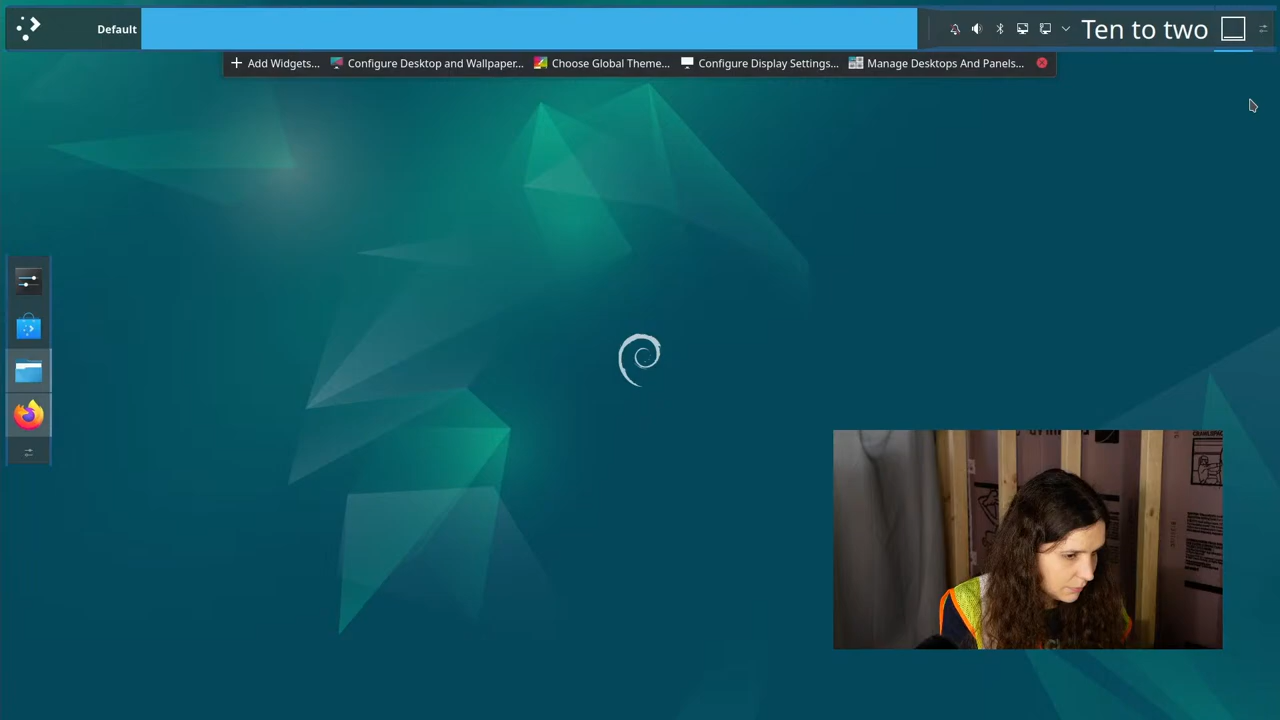 Default
Ten to two
Add Widgets... Configure Desktop and Wallpaper... Choose Global Theme... Configure Display Settings... Manage Desktops And Panels...
CRAWLSPACE